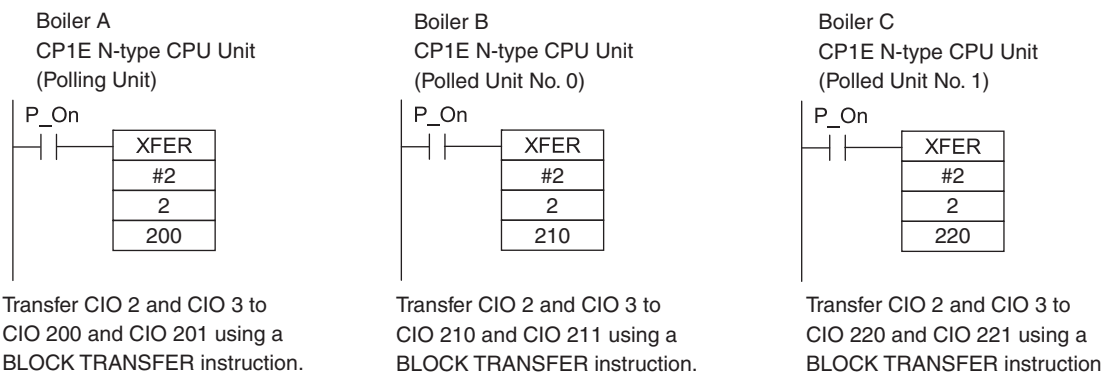 Boiler A
CP1E N-type CPU Unit
(Polling Unit)
P_On
XFER
#2
2
200
Transfer CIO 2 and CIO 3 to
CIO 200 and CIO 201 using a
BLOCK TRANSFER instruction.
Boiler B
CP1E N-type CPU Unit
(Polled Unit No. 0)
P_On
XFER
#2
2
210
Transfer CIO 2 and CIO 3 to
CIO 210 and CIO 211 using a
BLOCK TRANSFER instruction.
Boiler C
CP1E N-type CPU Unit
(Polled Unit No. 1)
P_On
XFER
#2
2
220
Transfer CIO 2 and CIO 3 to
CIO 220 and CIO 221 using a
BLOCK TRANSFER instruction